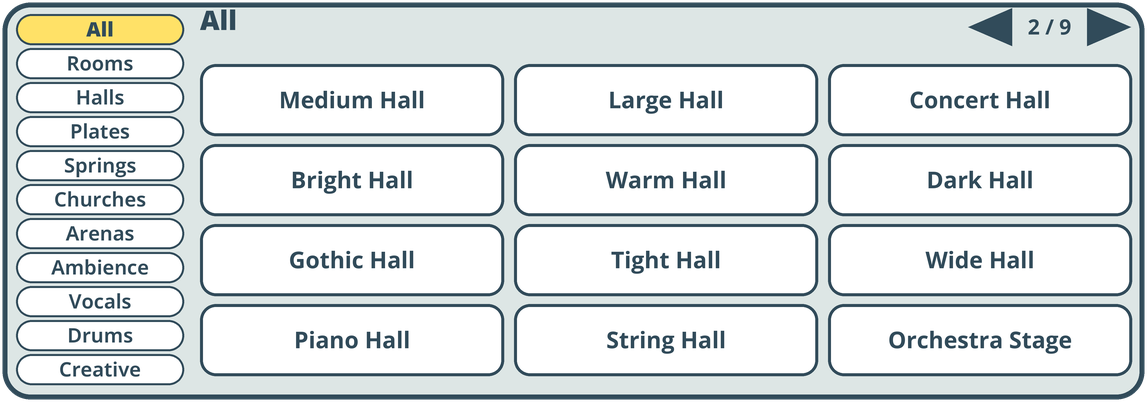 All
Rooms
Halls
Plates
Springs
Churches
Arenas
Ambience
Vocals
Drums
Creative
All
2 / 9
Medium Hall
Large Hall
Concert Hall
Bright Hall
Warm Hall
Dark Hall
Gothic Hall
Tight Hall
Wide Hall
Piano Hall
String Hall
Orchestra Stage